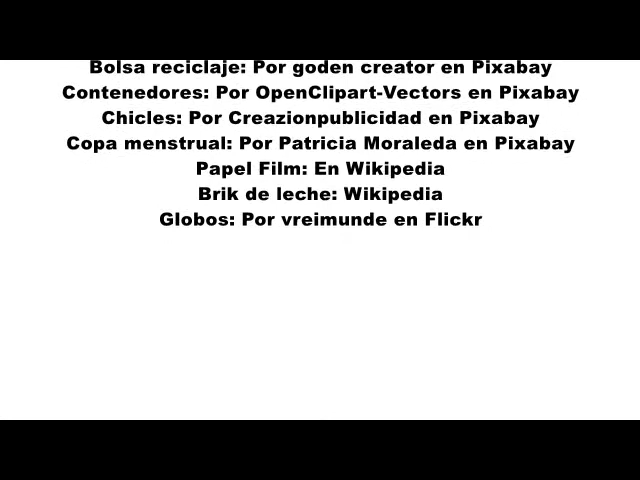 Bolsa reciclaje: Por goden creator en Pixabay
Contenedores: Por OpenClipart-Vectors en Pixabay
Chicles: Por Creazionpublicidad en Pixabay
Copa menstrual: Por Patricia Moraleda en Pixabay
Papel Film: En Wikipedia
Brik de leche: Wikipedia
Globos: Por vreimunde en Flickr